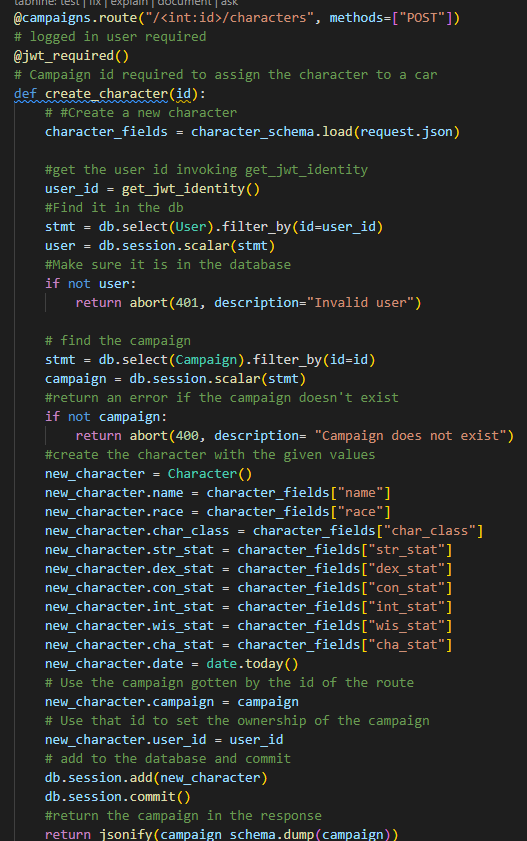 tabnine: test | fix | explain | document | ask
@campaigns.route("/<int:id>/characters", methods=["POST"])
# logged in user required
@jwt_required()
# Campaign id required to assign the character to a car
def create_character(id):
    # #Create a new character
    character_fields = character_schema.load(request.json)

    #get the user id invoking get_jwt_identity
    user_id = get_jwt_identity()
    #Find it in the db
    stmt = db.select(User).filter_by(id=user_id)
    user = db.session.scalar(stmt)
    #Make sure it is in the database
    if not user:
        return abort(401, description="Invalid user")

    # find the campaign
    stmt = db.select(Campaign).filter_by(id=id)
    campaign = db.session.scalar(stmt)
    #return an error if the campaign doesn't exist
    if not campaign:
        return abort(400, description= "Campaign does not exist")
    #create the character with the given values
    new_character = Character()
    new_character.name = character_fields["name"]
    new_character.race = character_fields["race"]
    new_character.char_class = character_fields["char_class"]
    new_character.str_stat = character_fields["str_stat"]
    new_character.dex_stat = character_fields["dex_stat"]
    new_character.con_stat = character_fields["con_stat"]
    new_character.int_stat = character_fields["int_stat"]
    new_character.wis_stat = character_fields["wis_stat"]
    new_character.cha_stat = character_fields["cha_stat"]
    new_character.date = date.today()
    # Use the campaign gotten by the id of the route
    new_character.campaign = campaign
    # Use that id to set the ownership of the campaign
    new_character.user_id = user_id
    # add to the database and commit
    db.session.add(new_character)
    db.session.commit()
    #return the campaign in the response
    return jsonify(campaign_schema.dump(campaign))